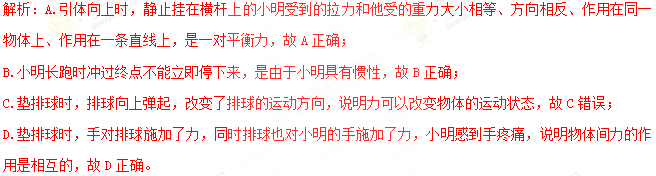 解析：A.引体向上时，静止挂在横杆上的小明受到的拉力和他受的重力大小相等、方向相反、作用在同一
物体上、作用在一条直线上，是一对平衡力，故 A 正确；
B.小明长跑时冲过终点不能立即停下来，是由于小明具有惯性，故 B 正确；
C.垫排球时，排球向上弹起，改变了排球的运动方向，说明力可以改变物体的运动状态，故 C 错误；
D.垫排球时，手对排球施加了力，同时排球也对小明的手施加了力，小明感到手疼痛，说明物体间力的作
用是相互的，故 D 正确。